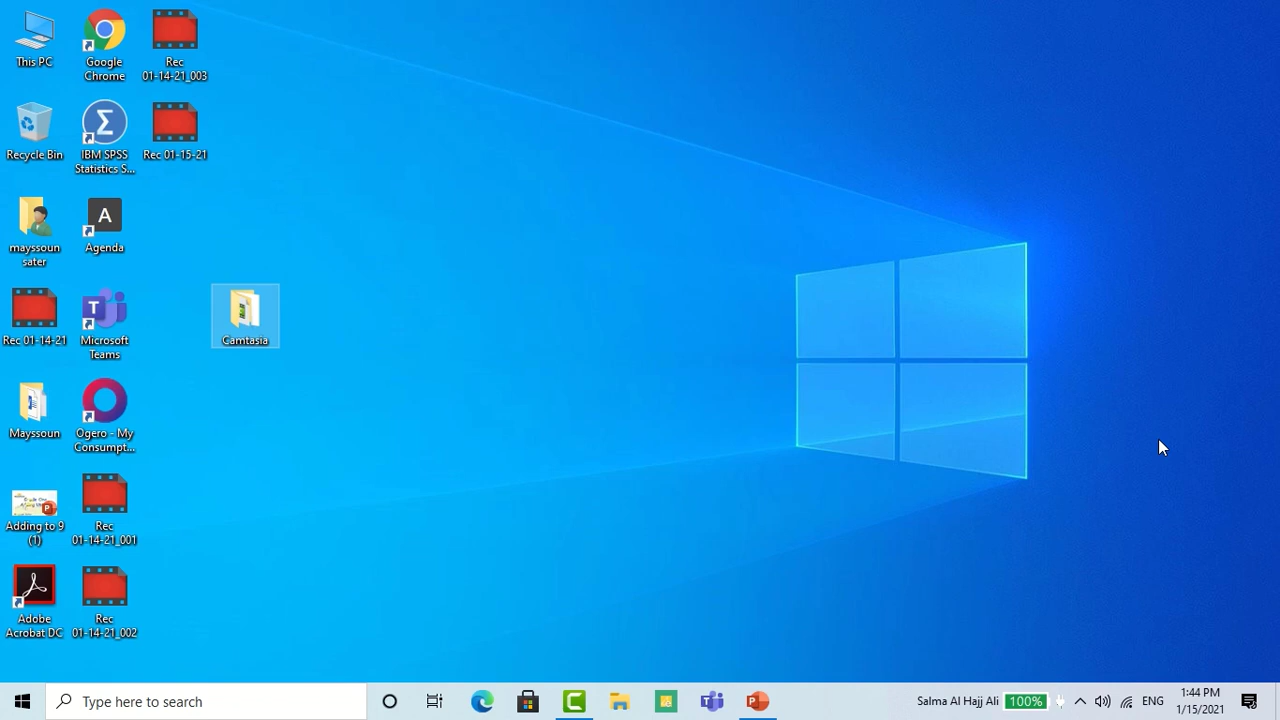 This PC
Google
Chrome
Rec
01-14-21_003
Recycle Bin
IBM SPSS
Statistics S...
Rec 01-15-21
mayssoun
sater
A
Agenda
Rec 01-14-21
T
Microsoft
Teams
Camtasia
Mayssoun
Ogero - My
Consumpt...
Adding to 9
(1)
Rec
01-14-21_001
Adobe
Acrobat DC
Rec
01-14-21_002
Type here to search
Salma Al Hajj Ali
100%
ENG
1:44 PM
1/15/2021